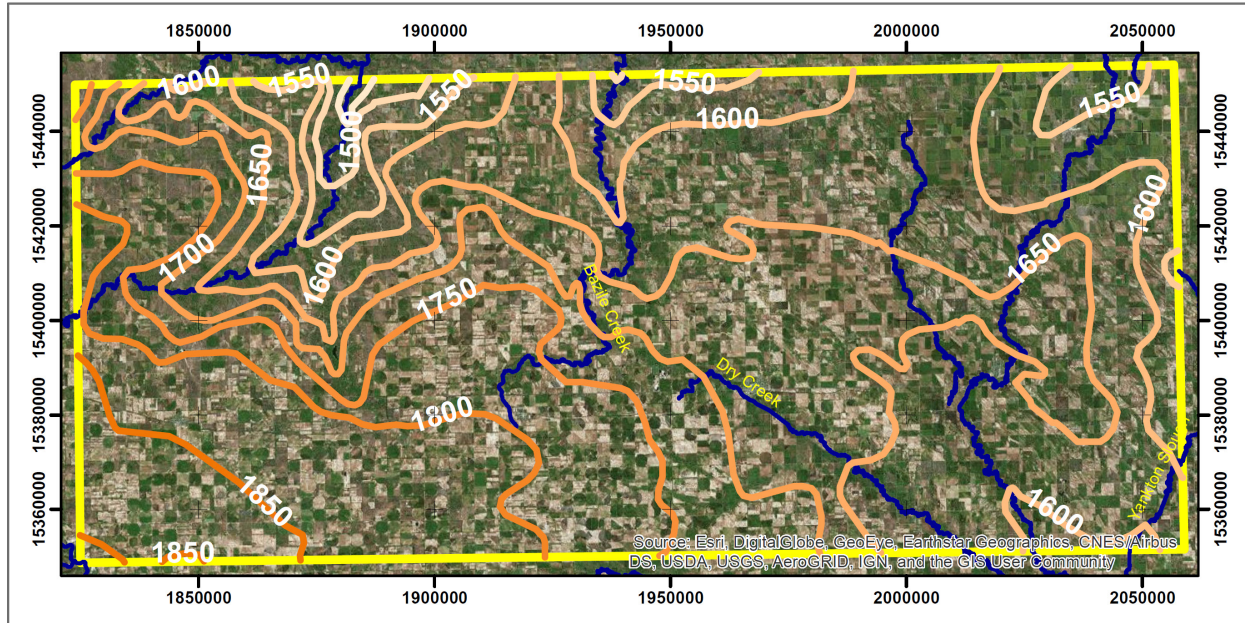 1850000 1900000 1950000 2000000 2050000
15440000 15440000
15420000 15420000
15400000 15400000
15380000 15380000
15360000 15360000
1600 1550 1550 1550 1550
1600
1500
1650
1600
1700 1600 1650
1750
Bazile Creek
Dry Creek
1800
1850
Yankton Slough
1600
1850
Source: Esri, DigitalGlobe, GeoEye, Earthstar Geographics, CNES/Airbus
DS, USDA, USGS, AeroGRID, IGN, and the GIS User Community
1850000 1900000 1950000 2000000 2050000